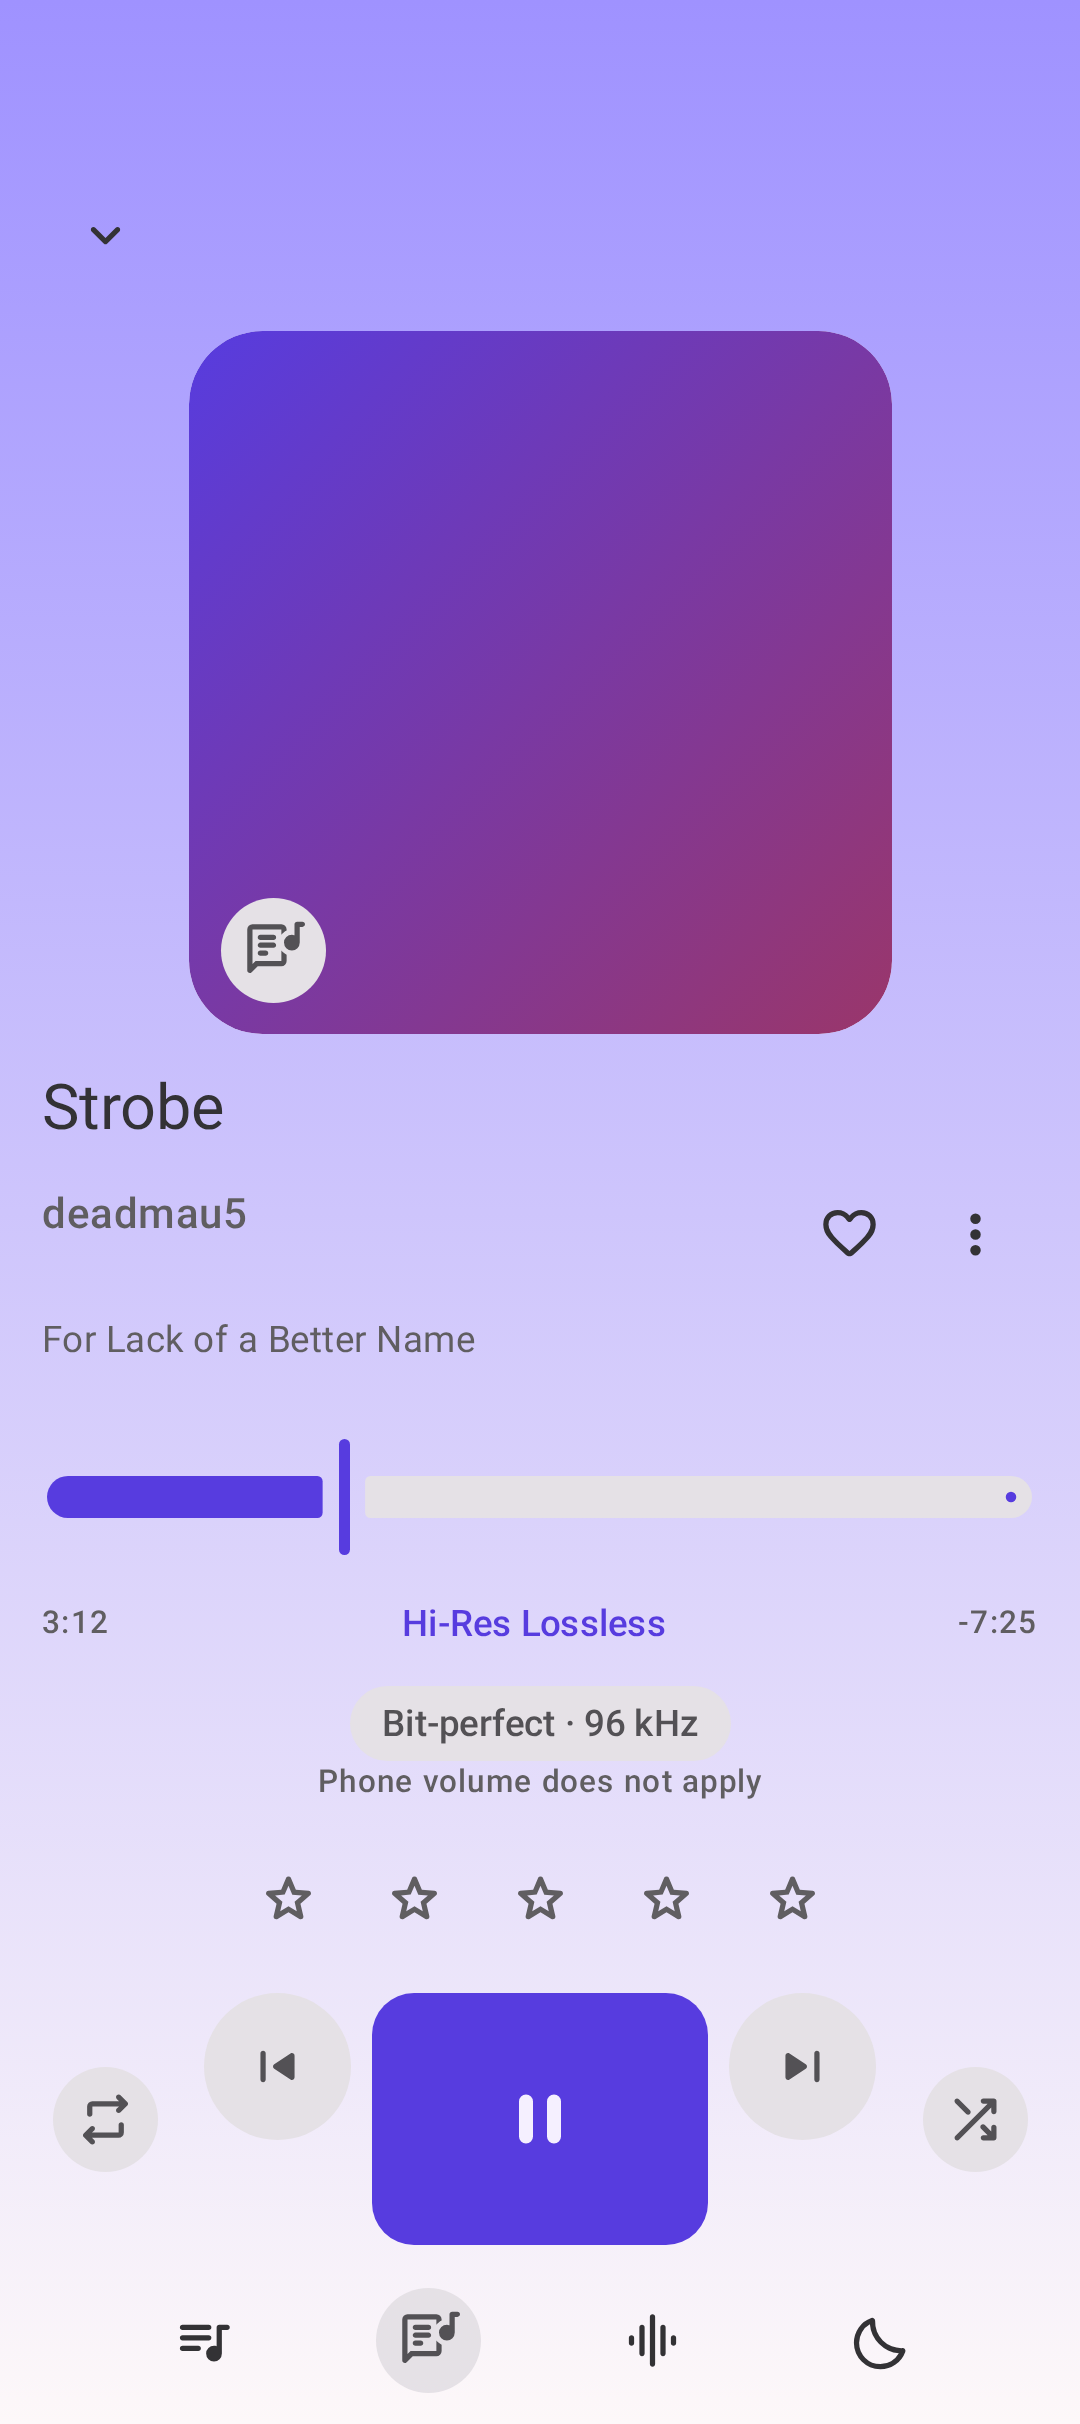 Strobe
deadmau5
For Lack of a Better Name
3:12
Hi-Res Lossless
-7:25
Bit-perfect · 96 kHz
Phone volume does not apply